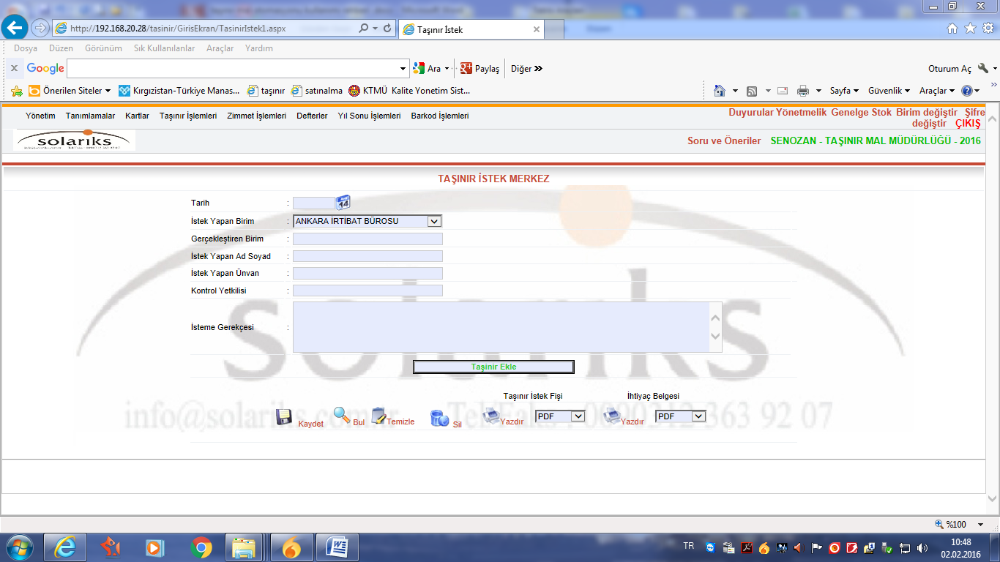 http://192.168.20.28/tasinir/GirisEkran/TasinirIstek1.aspx
Taşınır İstek
Dosya Düzen Görünüm Sık Kullanılanlar Araçlar Yardım
x Google Ara Paylaş Diğer »» Oturum Aç
Önerilen Siteler Kırgızistan-Türkiye Manas... taşınır satınalma KTMÜ Kalite Yonetim Sist... Sayfa Güvenlik Araçlar
Yönetim Tanımlamalar Kartlar Taşınır İşlemleri Zimmet İşlemleri Defterler Yıl Sonu İşlemleri Barkod İşlemleri
Duyurular Yönetmelik Genelge Stok Birim değiştir Şifre değiştir ÇIKIŞ
solarıks
Soru ve Öneriler SENOZAN - TAŞINIR MAL MÜDÜRLÜĞÜ - 2016
TAŞINIR İSTEK MERKEZ
Tarih : 14
İstek Yapan Birim : ANKARA İRTİBAT BÜROSU
Gerçekleştiren Birim :
İstek Yapan Ad Soyad :
İstek Yapan Ünvan :
Kontrol Yetkilisi :
İsteme Gerekçesi :
solarıks
Taşinir Ekle
Taşınır İstek Fişi İhtiyaç Belgesi
info@solariks.com.tr Tel Faks : 0090 312 363 92 07
Kaydet Bul Temizle Sil Yazdır PDF Yazdır PDF
%100
TR 10:48
02.02.2016